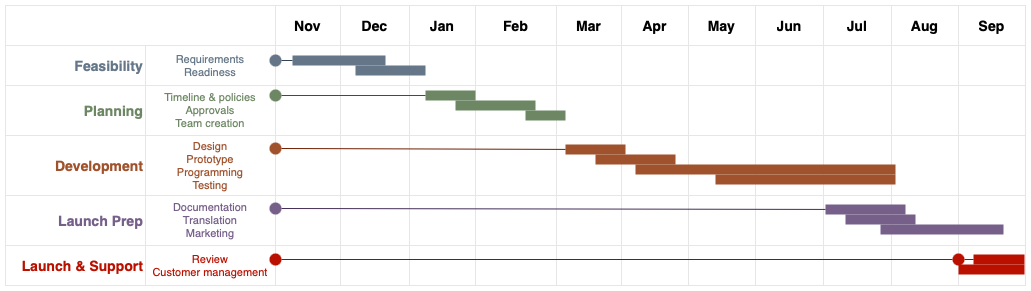 Nov Dec Jan Feb Mar Apr May Jun Jul Aug Sep
Feasibility
Requirements
Readiness
Planning
Timeline & policies
Approvals
Team creation
Development
Design
Prototype
Programming
Testing
Launch Prep
Documentation
Translation
Marketing
Launch & Support
Review
Customer management